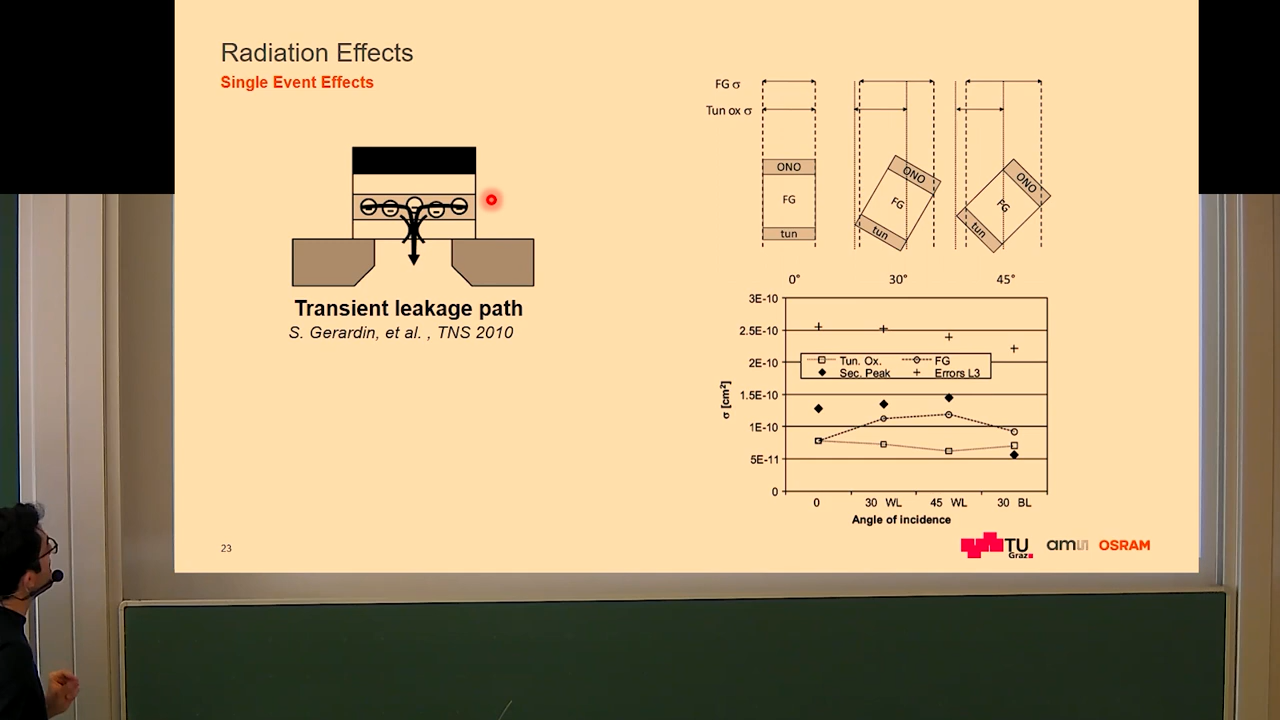 Radiation Effects
Single Event Effects
Transient leakage path
S. Gerardin, et al. , TNS 2010
FG σ
Tun ox σ
ONO
FG
tun
ONO
FG
tun
ONO
FG
tun
0° 30° 45°
3E-10
2.5E-10
2E-10
1.5E-10
1E-10
5E-11
0
σ [cm²]
Tun. Ox. FG
Sec. Peak Errors L3
0 30 WL 45 WL 30 BL
Angle of incidence
23
TU
Graz
am
OSRAM